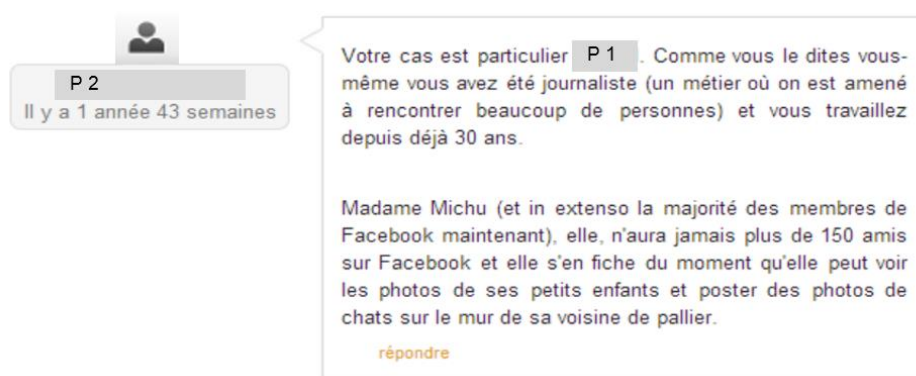 P 2
Il y a 1 année 43 semaines
Votre cas est particulier P 1 . Comme vous le dites vous-
même vous avez été journaliste (un métier où on est amené
à rencontrer beaucoup de personnes) et vous travaillez
depuis déjà 30 ans.
Madame Michu (et in extenso la majorité des membres de
Facebook maintenant), elle, n'aura jamais plus de 150 amis
sur Facebook et elle s'en fiche du moment qu'elle peut voir
les photos de ses petits enfants et poster des photos de
chats sur le mur de sa voisine de pallier.
répondre